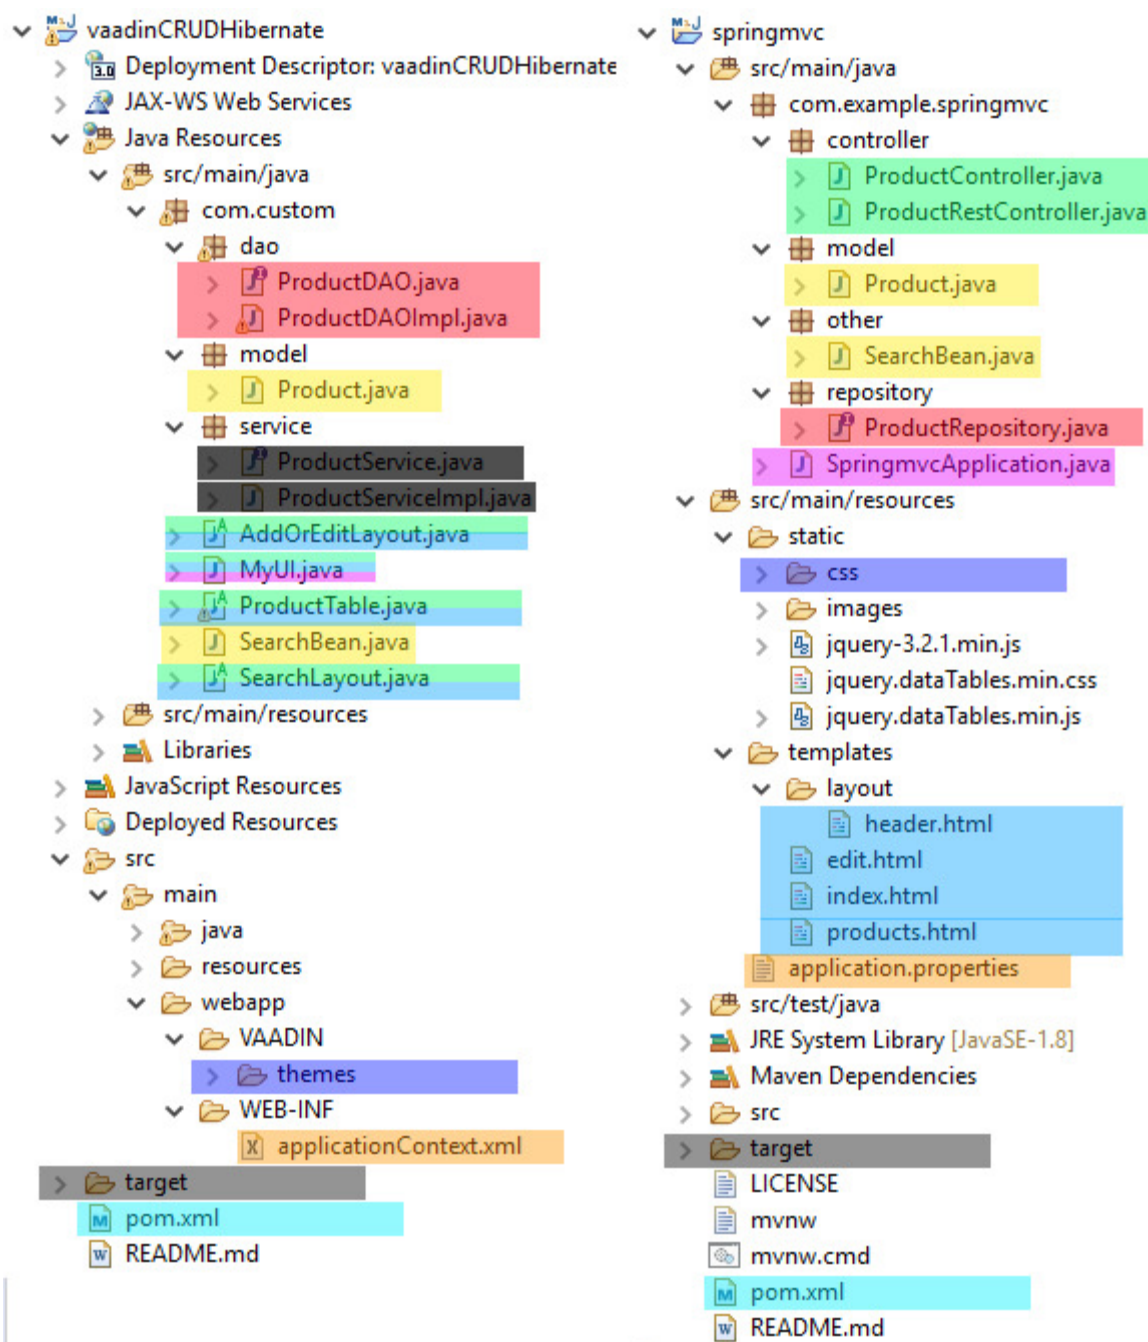 vaadinCRUDHibernate
Deployment Descriptor: vaadinCRUDHibernate
3.0
JAX-WS Web Services
Java Resources
src/main/java
com.custom
dao
ProductDAO.java
ProductDAOImpl.java
model
Product.java
service
ProductService.java
ProductServiceImpl.java
AddOrEditLayout.java
MyUI.java
ProductTable.java
SearchBean.java
SearchLayout.java
src/main/resources
Libraries
JavaScript Resources
Deployed Resources
src
main
java
resources
webapp
VAADIN
themes
WEB-INF
applicationContext.xml
target
pom.xml
README.md
springmvc
src/main/java
com.example.springmvc
controller
ProductController.java
ProductRestController.java
model
Product.java
other
SearchBean.java
repository
ProductRepository.java
SpringmvcApplication.java
src/main/resources
static
css
images
jquery-3.2.1.min.js
jquery.dataTables.min.css
jquery.dataTables.min.js
templates
layout
header.html
edit.html
index.html
products.html
application.properties
src/test/java
JRE System Library [JavaSE-1.8]
Maven Dependencies
src
target
LICENSE
mvnw
mvnw.cmd
pom.xml
README.md